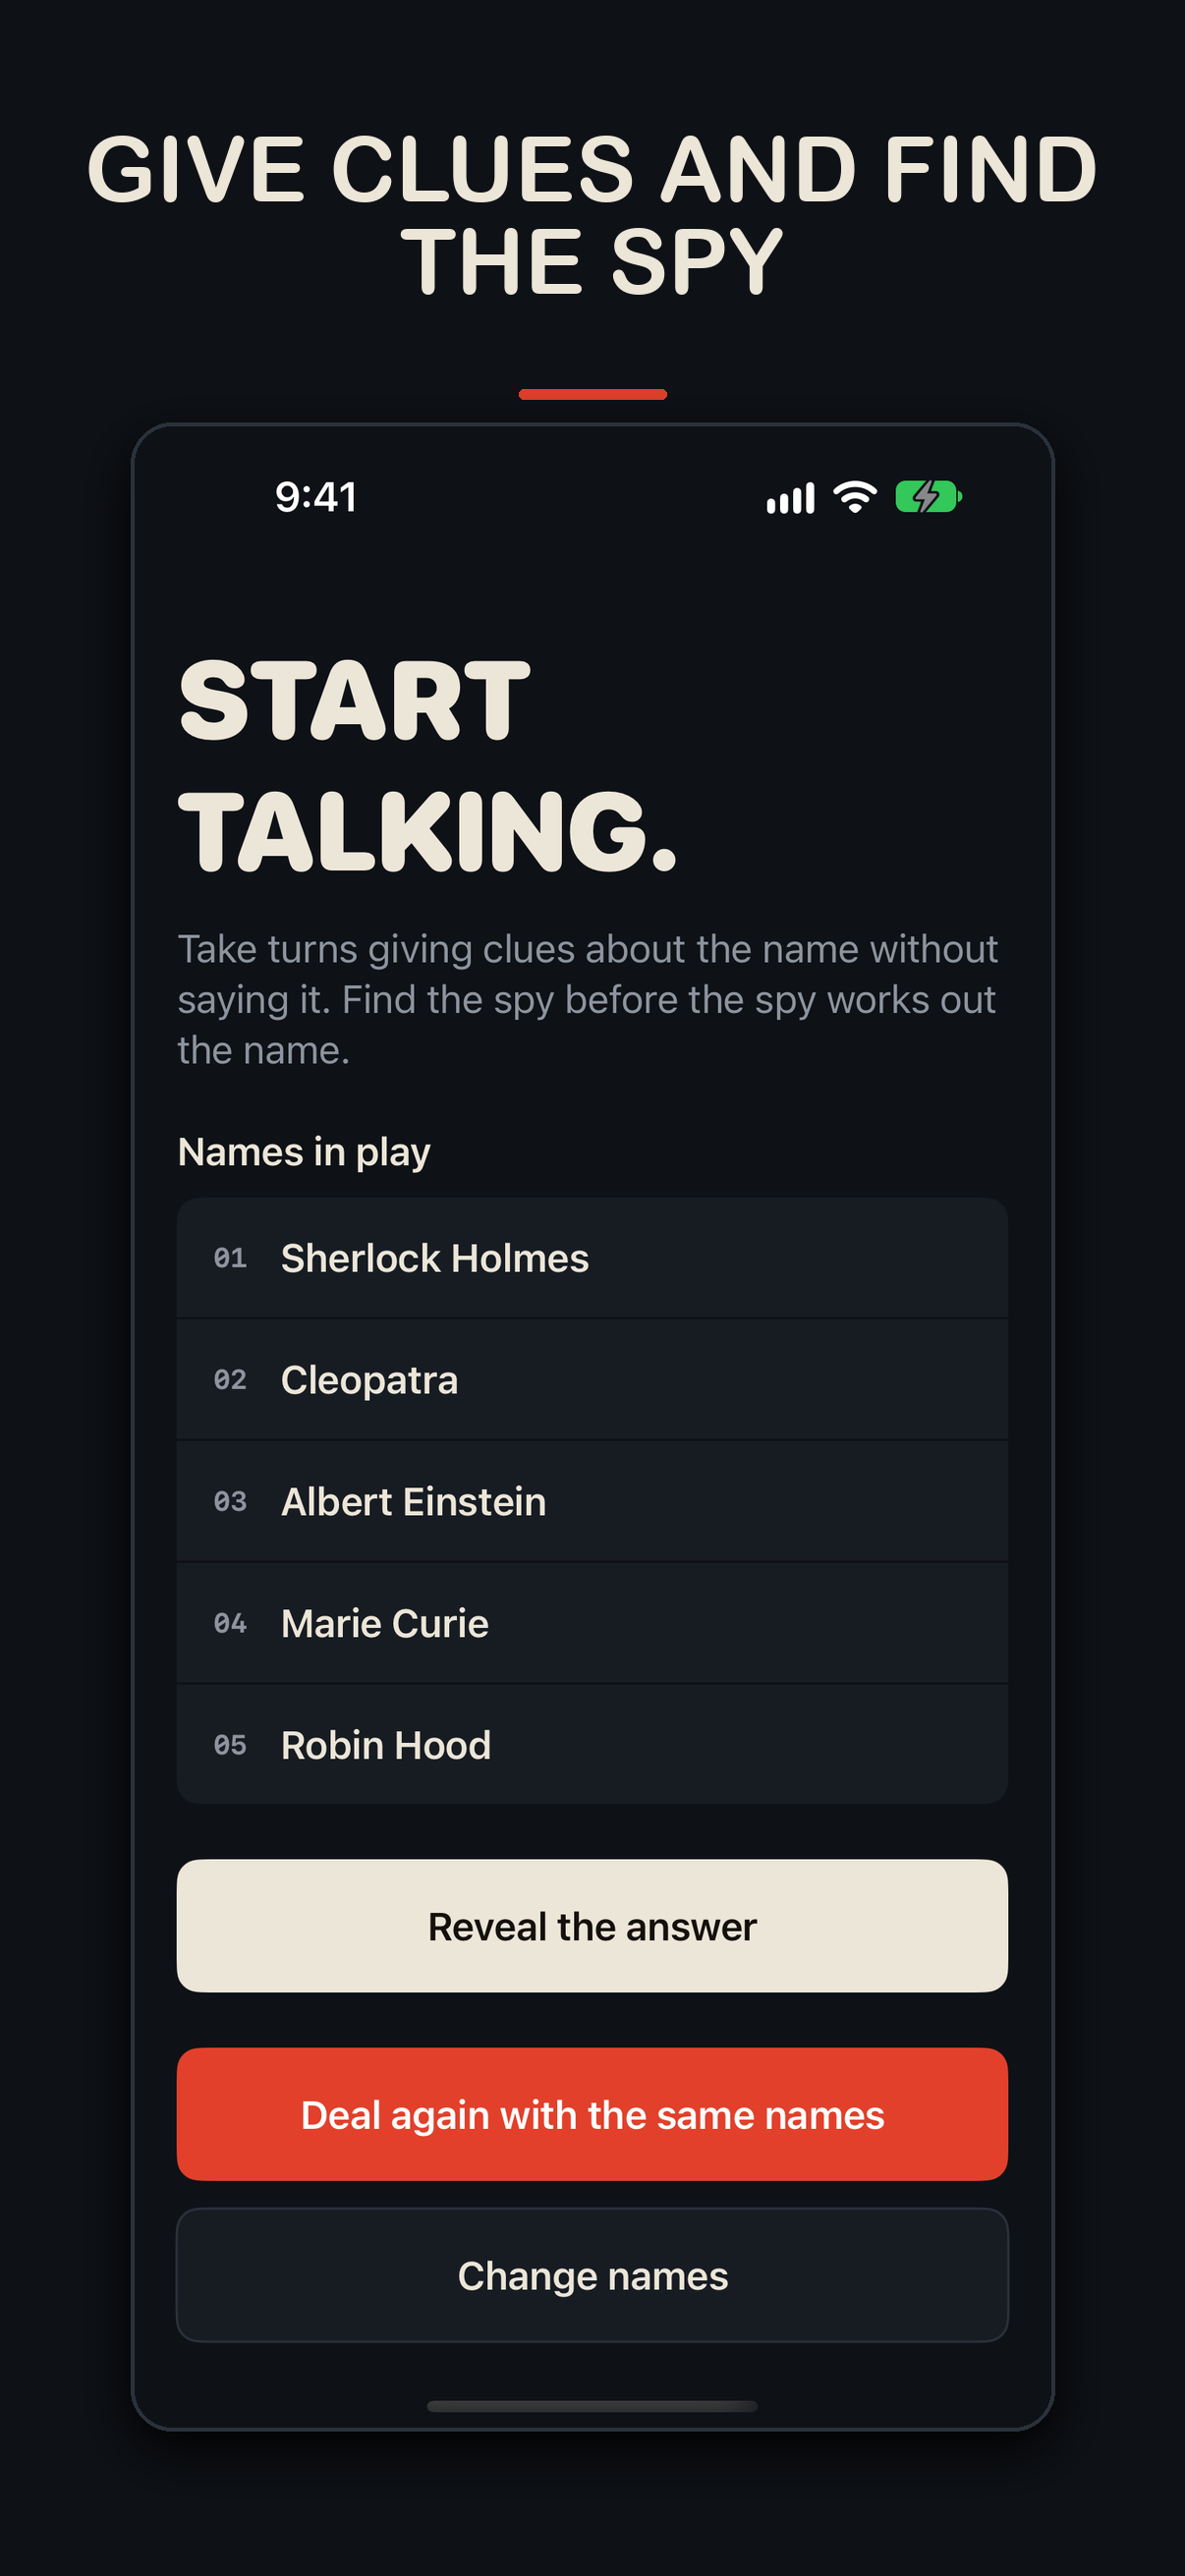 GIVE CLUES AND FIND
THE SPY
9:41
START
TALKING.
Take turns giving clues about the name without
saying it. Find the spy before the spy works out
the name.
Names in play
01 Sherlock Holmes
02 Cleopatra
03 Albert Einstein
04 Marie Curie
05 Robin Hood
Reveal the answer
Deal again with the same names
Change names